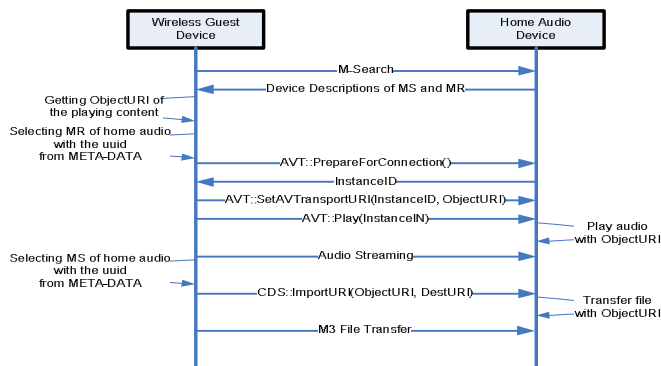 Wireless Guest
Device
Home Audio
Device
M-Search
Device Descriptions of MS and MR
Getting ObjectURI of
the playing content
Selecting MR of home audio
with the uuid
from META-DATA
AVT::PrepareForConnection()
InstanceID
AVT::SetAVTransportURI(InstanceID, ObjectURI)
AVT::Play(InstanceIN)
Play audio
with ObjectURI
Audio Streaming
Selecting MS of home audio
with the uuid
from META-DATA
CDS::ImportURI(ObjectURI, DestURI)
Transfer file
with ObjectURI
M3 File Transfer